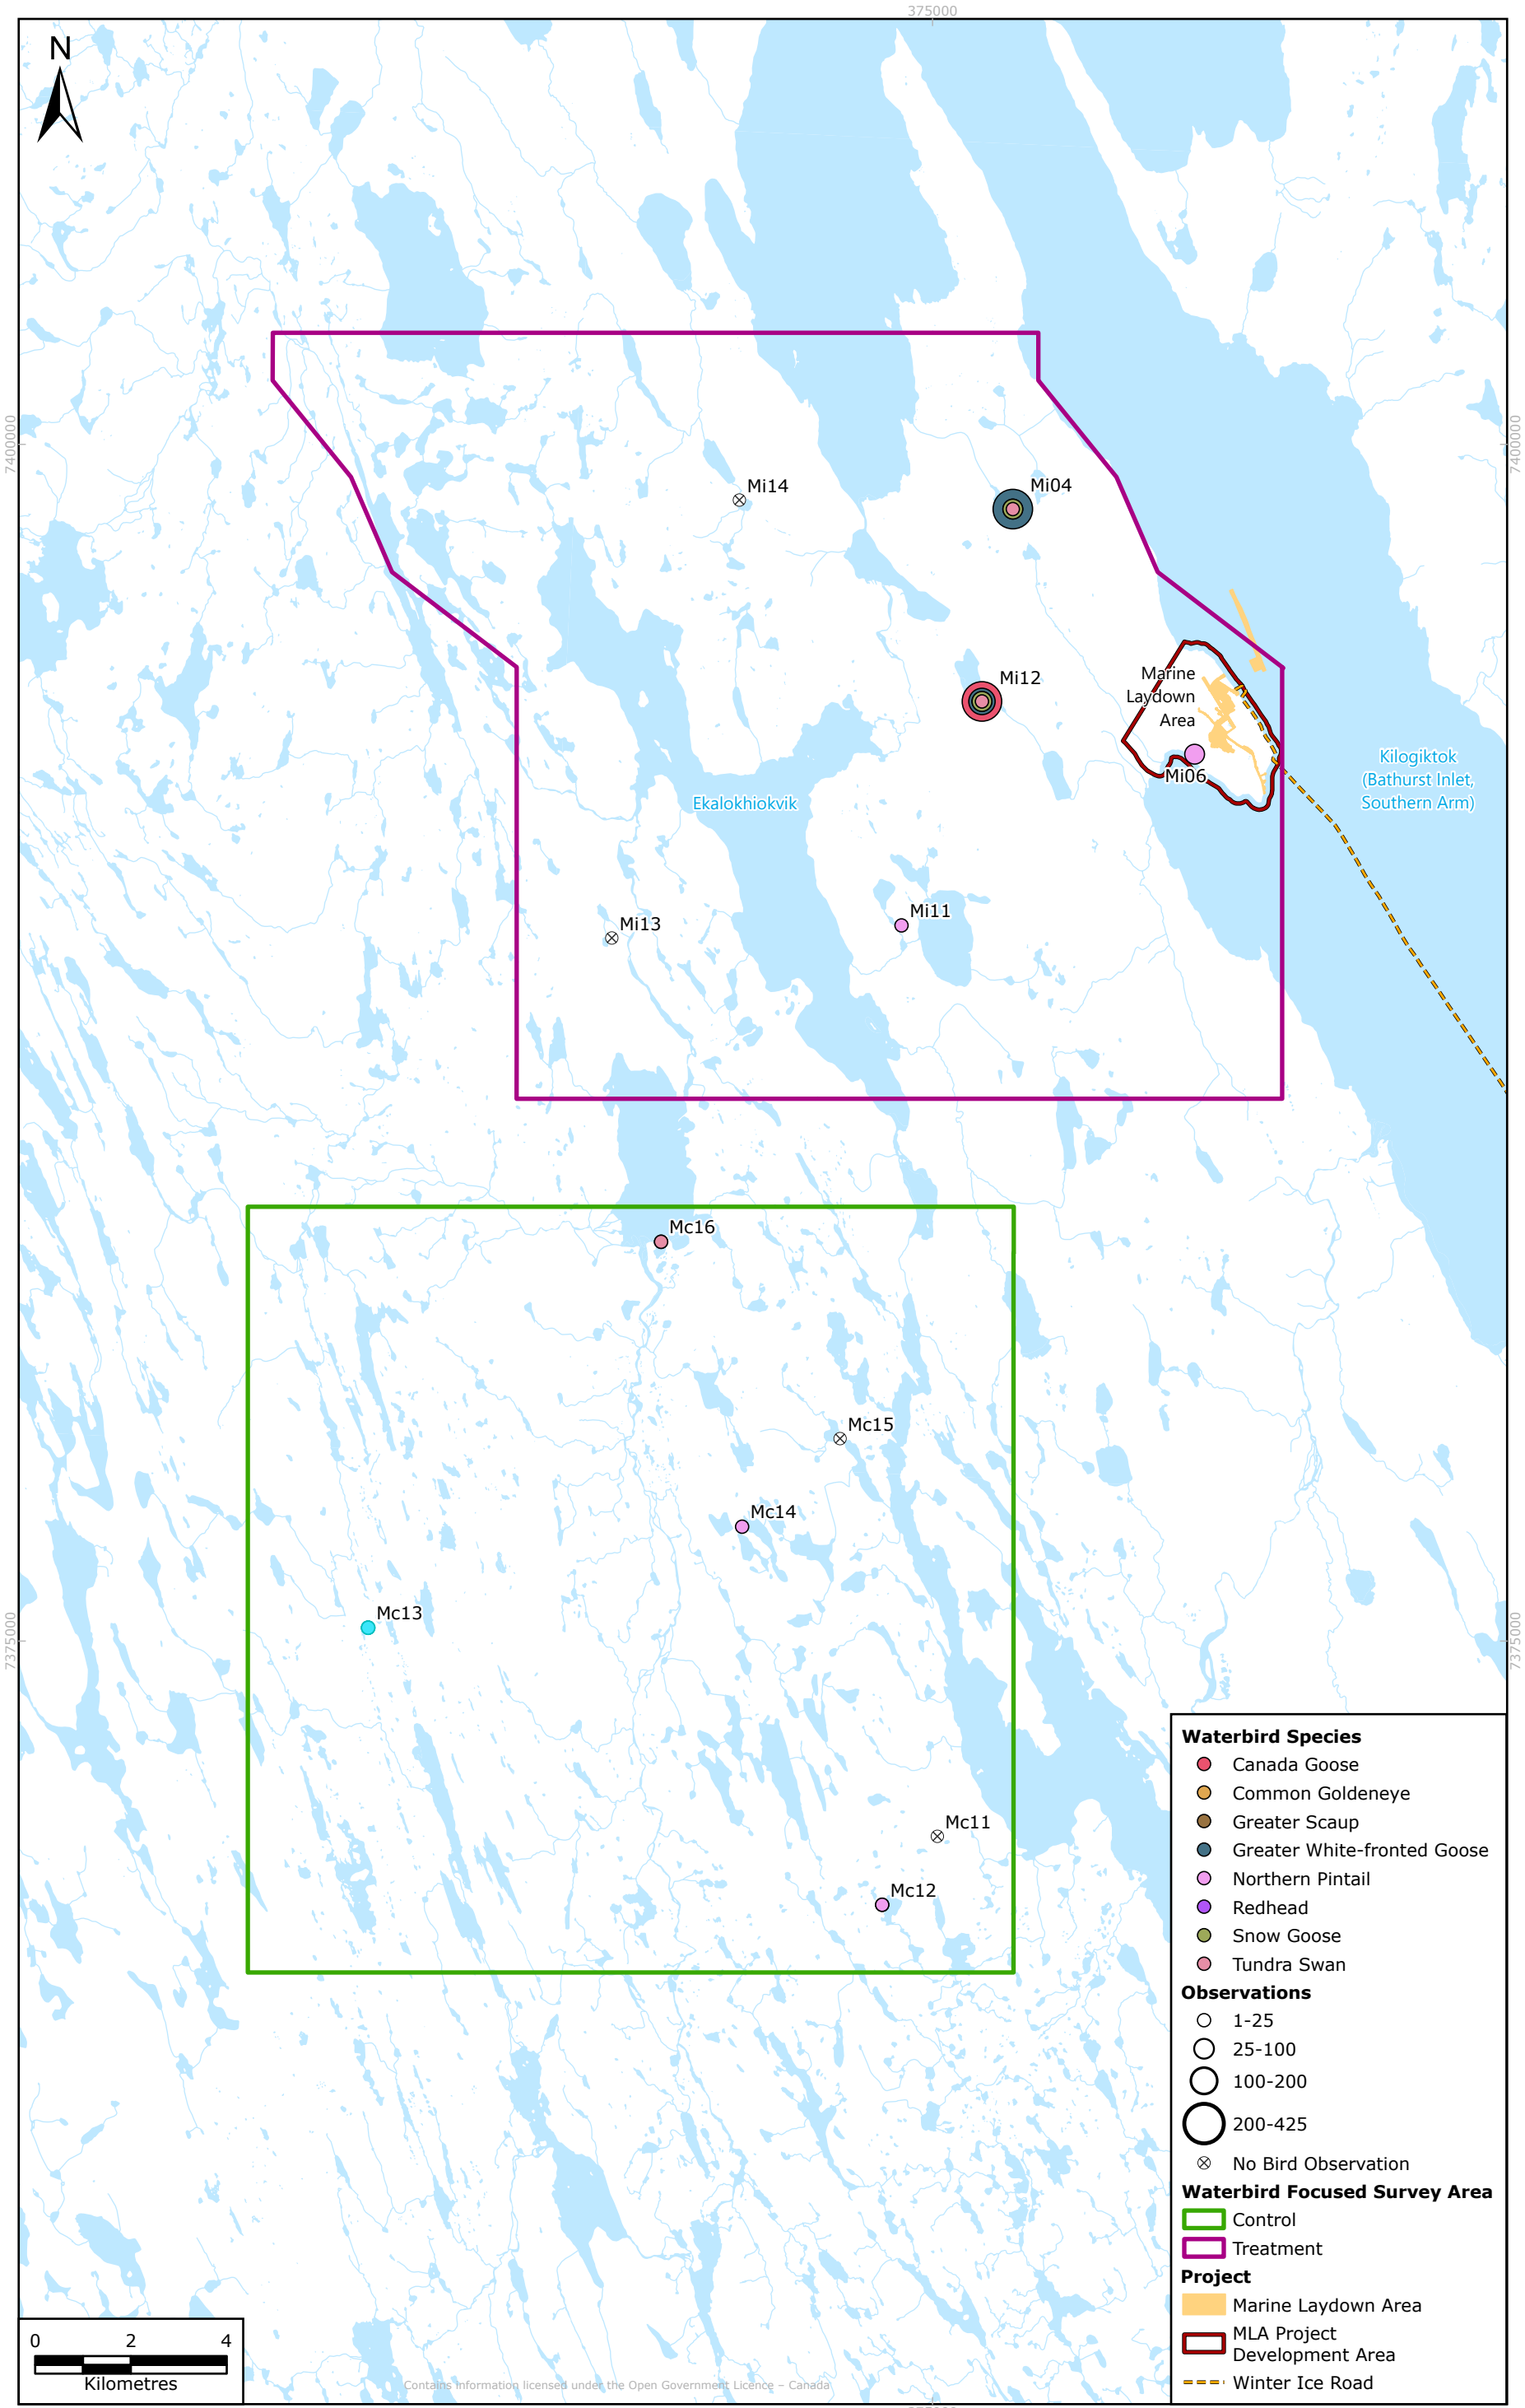 375000
N
7400000
7400000
Mi14
Mi04
Mi12
Marine
Laydown
Area
Mi06
Kilogiktok
(Bathurst Inlet,
Southern Arm)
Ekalokhiokvik
Mi11
Mi13
Mc16
Mc15
Mc14
Mc13
7375000
7375000
Mc11
Mc12
Waterbird Species
Canada Goose
Common Goldeneye
Greater Scaup
Greater White-fronted Goose
Northern Pintail
Redhead
Snow Goose
Tundra Swan
Observations
1-25
25-100
100-200
200-425
No Bird Observation
Waterbird Focused Survey Area
Control
Treatment
Project
Marine Laydown Area
MLA Project
Development Area
Winter Ice Road
0 2 4
Kilometres
Contains information licensed under the Open Government Licence – Canada